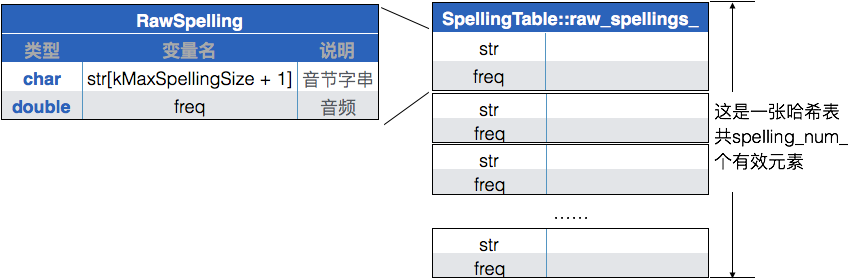 RawSpelling
类型 变量名 说明
char str[kMaxSpellingSize + 1] 音节字串
double freq 音频
SpellingTable::raw_spellings_
str
freq
str
freq
str
freq
......
str
freq
这是一张哈希表
共spelling_num_
个有效元素